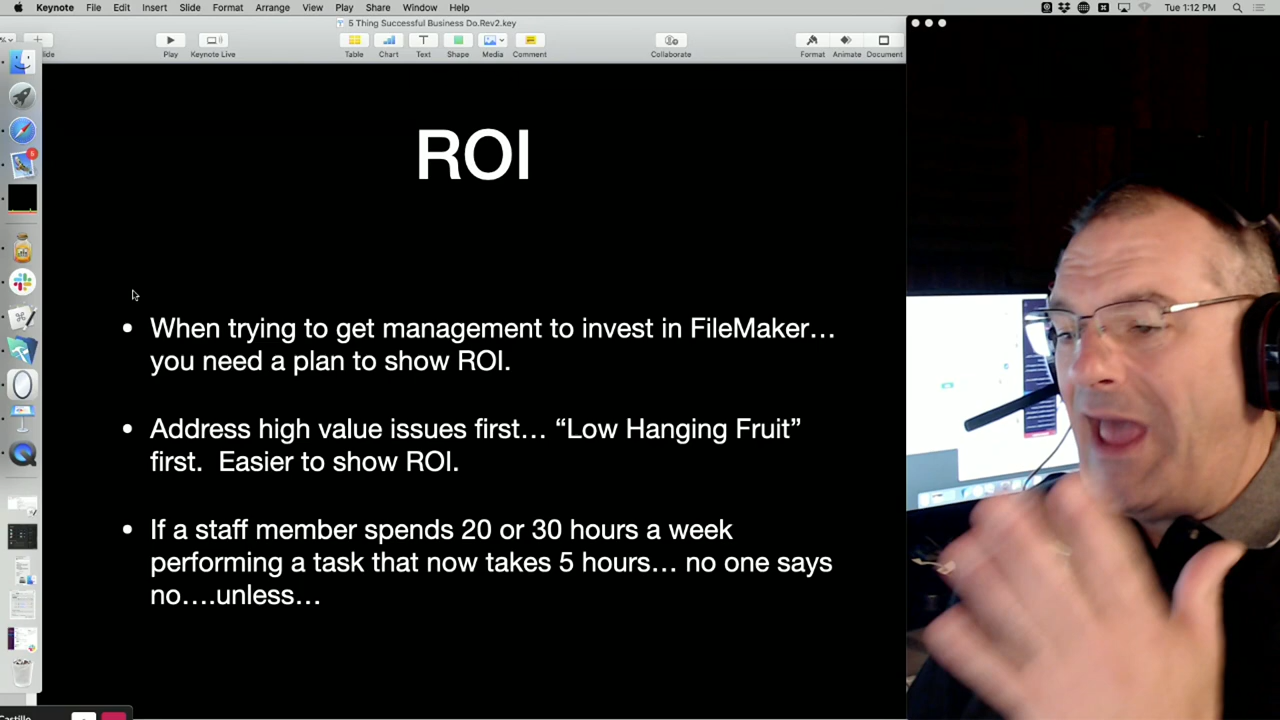 Keynote File Edit Insert Slide Format Arrange View Play Share Window Help Tue 1:12 PM
5 Thing Successful Business Do.Rev2.key
lide Play Keynote Live Table Chart Text Shape Media Comment Collaborate Format Animate Document
ROI
• When trying to get management to invest in FileMaker…
you need a plan to show ROI.
• Address high value issues first… “Low Hanging Fruit”
first.  Easier to show ROI.
• If a staff member spends 20 or 30 hours a week
performing a task that now takes 5 hours… no one says
no….unless…
Castillo